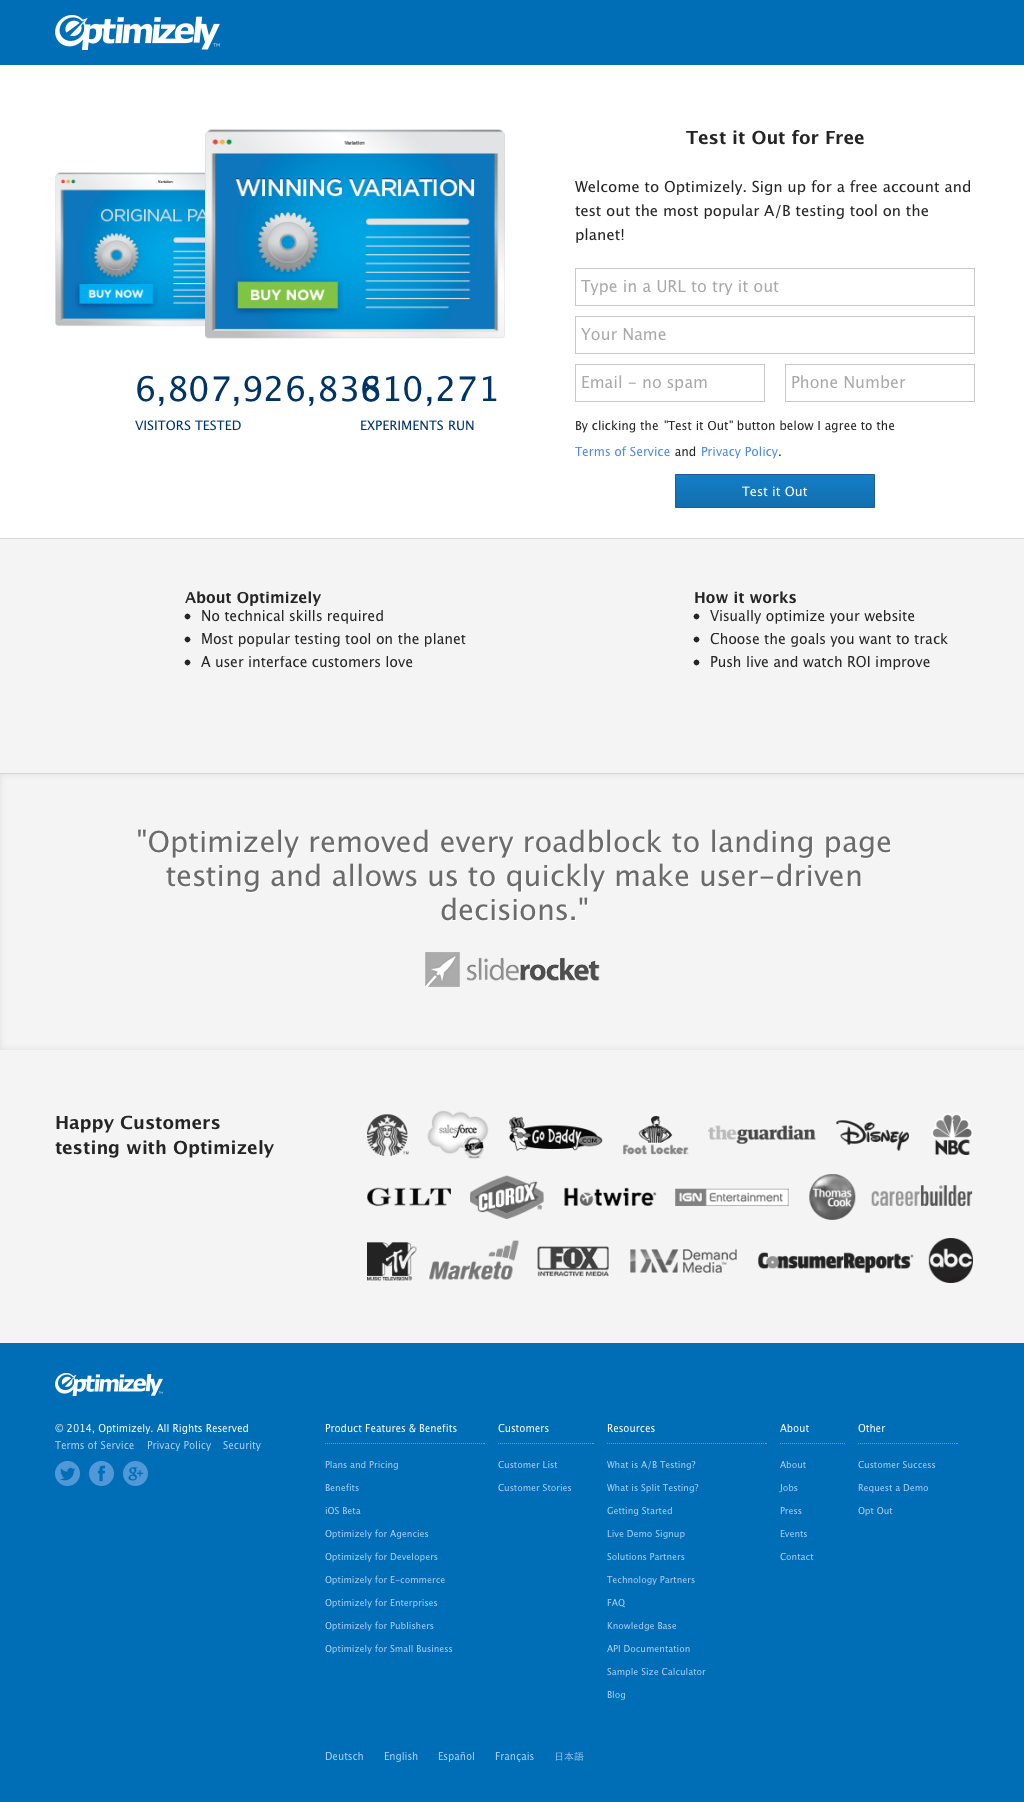 Optimizely™
Variation
WINNING VARIATION
BUY NOW
Variation
ORIGINAL PA
BUY NOW
6,807,926,83
810,271
VISITORS TESTED
EXPERIMENTS RUN
Test it Out for Free
Welcome to Optimizely. Sign up for a free account and
test out the most popular A/B testing tool on the
planet!
Type in a URL to try it out
Your Name
Email – no spam
Phone Number
By clicking the "Test it Out" button below I agree to the
Terms of Service and Privacy Policy.
Test it Out
About Optimizely
• No technical skills required
• Most popular testing tool on the planet
• A user interface customers love
How it works
• Visually optimize your website
• Choose the goals you want to track
• Push live and watch ROI improve
"Optimizely removed every roadblock to landing page
testing and allows us to quickly make user-driven
decisions."
sliderocket
Happy Customers
testing with Optimizely
salesforce
Go Daddy.COM
Foot Locker
theguardian
Disney
NBC
GILT
CLOROX
Hotwire
IGN Entertainment
Thomas
Cook
careerbuilder
MTV
MUSIC TELEVISION
Marketo
FOX
INTERACTIVE MEDIA
Demand
Media™
ConsumerReports
abc
Optimizely
© 2014, Optimizely. All Rights Reserved
Terms of Service Privacy Policy Security
Product Features & Benefits
Plans and Pricing
Benefits
iOS Beta
Optimizely for Agencies
Optimizely for Developers
Optimizely for E-commerce
Optimizely for Enterprises
Optimizely for Publishers
Optimizely for Small Business
Customers
Customer List
Customer Stories
Resources
What is A/B Testing?
What is Split Testing?
Getting Started
Live Demo Signup
Solutions Partners
Technology Partners
FAQ
Knowledge Base
API Documentation
Sample Size Calculator
Blog
About
About
Jobs
Press
Events
Contact
Other
Customer Success
Request a Demo
Opt Out
Deutsch English Español Français 日本語